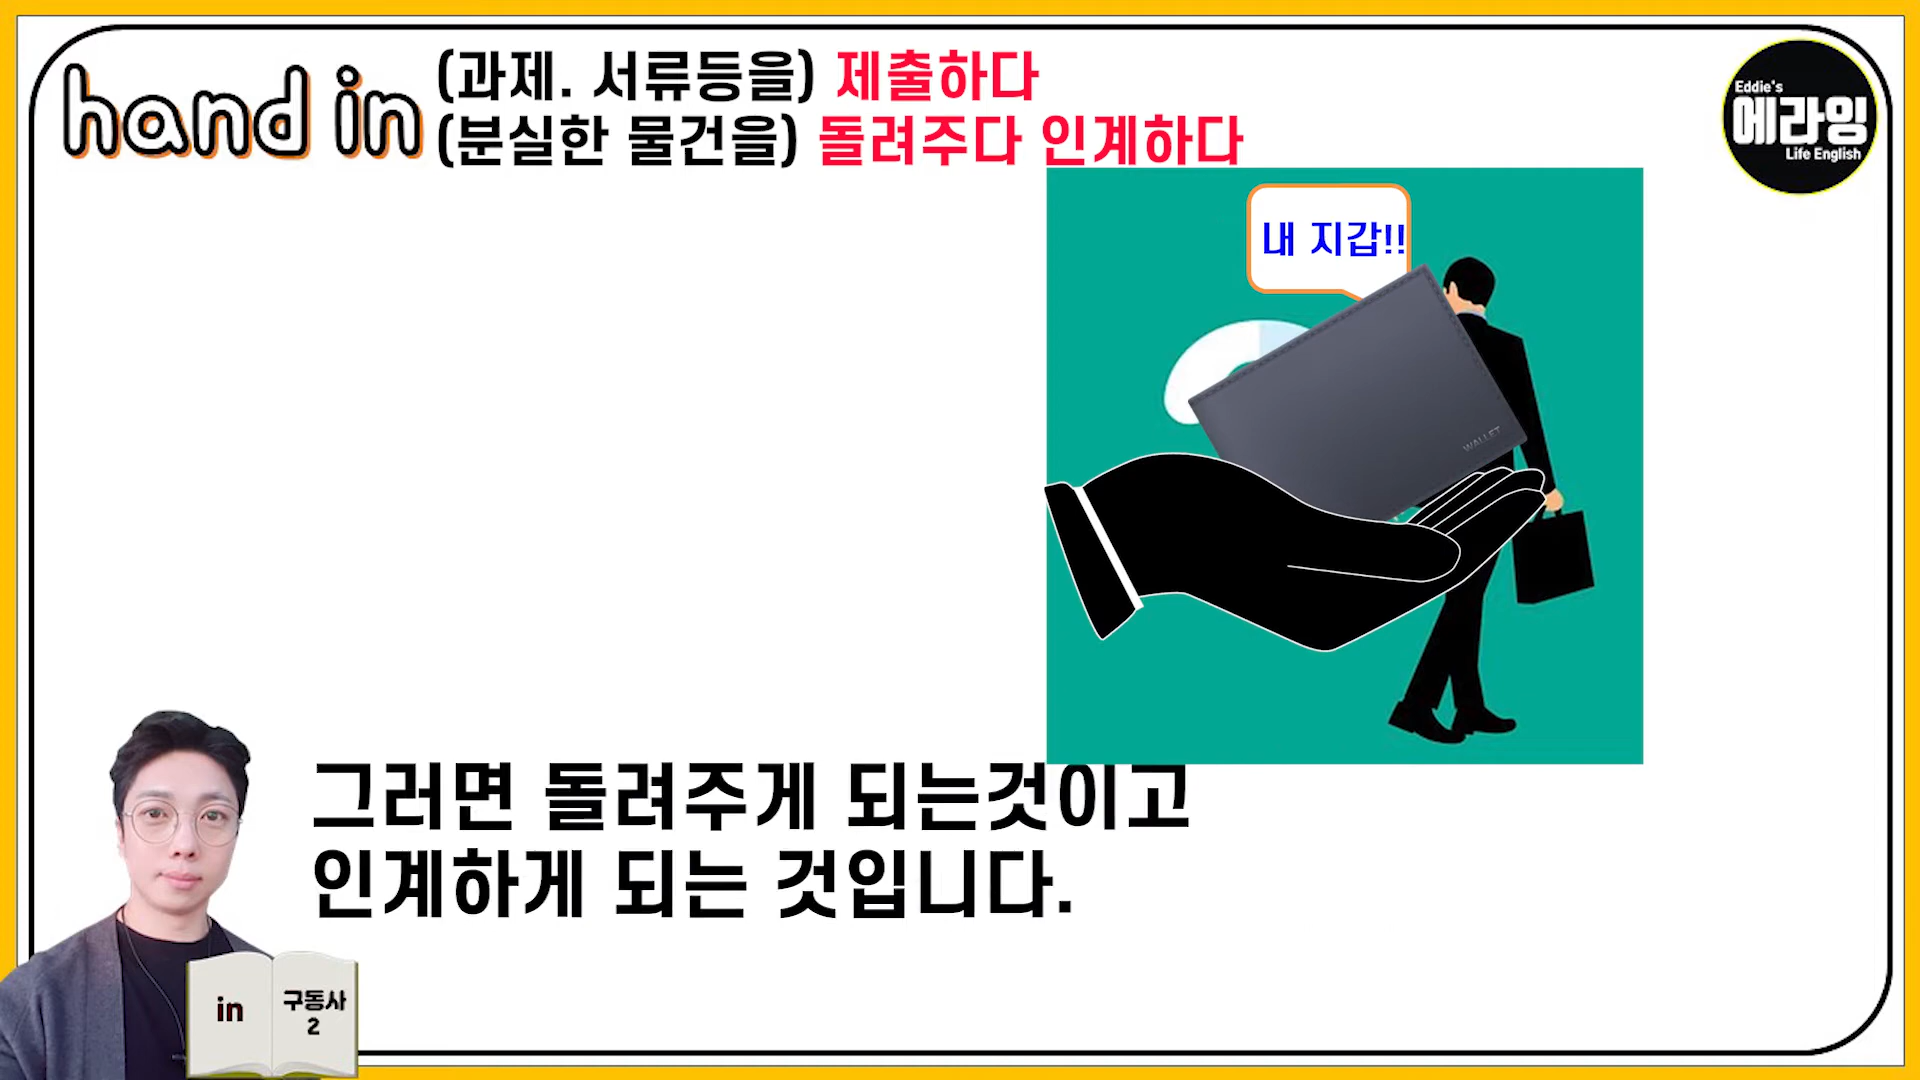 hand in
(과제. 서류등을) 제출하다
(분실한 물건을) 돌려주다 인계하다
Eddie's
에라잉
Life English
내 지갑!!
WALLET
그러면 돌려주게 되는것이고
인계하게 되는 것입니다.
in
구동사
2